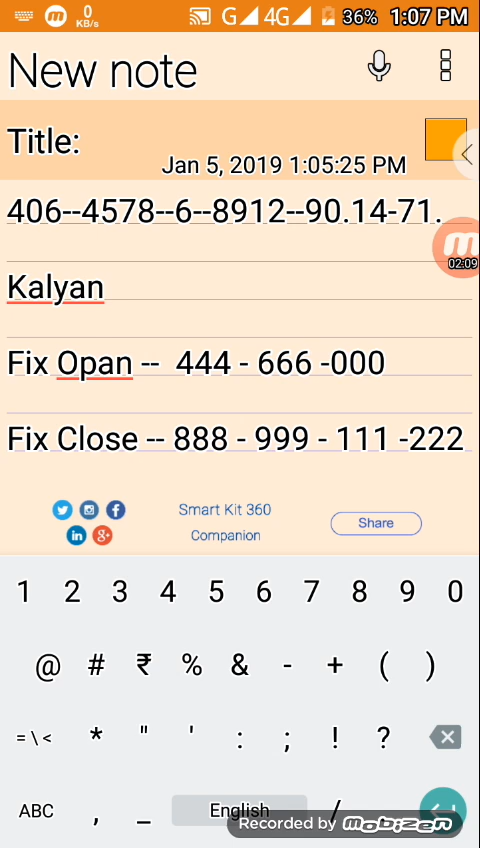 0
KB/s
G 4G 36% 1:07 PM
New note
Title:
Jan 5, 2019 1:05:25 PM
406--4578--6--8912--90.14-71.
02:09
Kalyan
Fix Opan -- 444 - 666 -000
Fix Close -- 888 - 999 - 111 -222
Smart Kit 360
Companion
Share
1 2 3 4 5 6 7 8 9 0
@ # ₹ % & - + ( )
= \ < * " ' : ; ! ?
ABC , _ English /
Recorded by mobizen